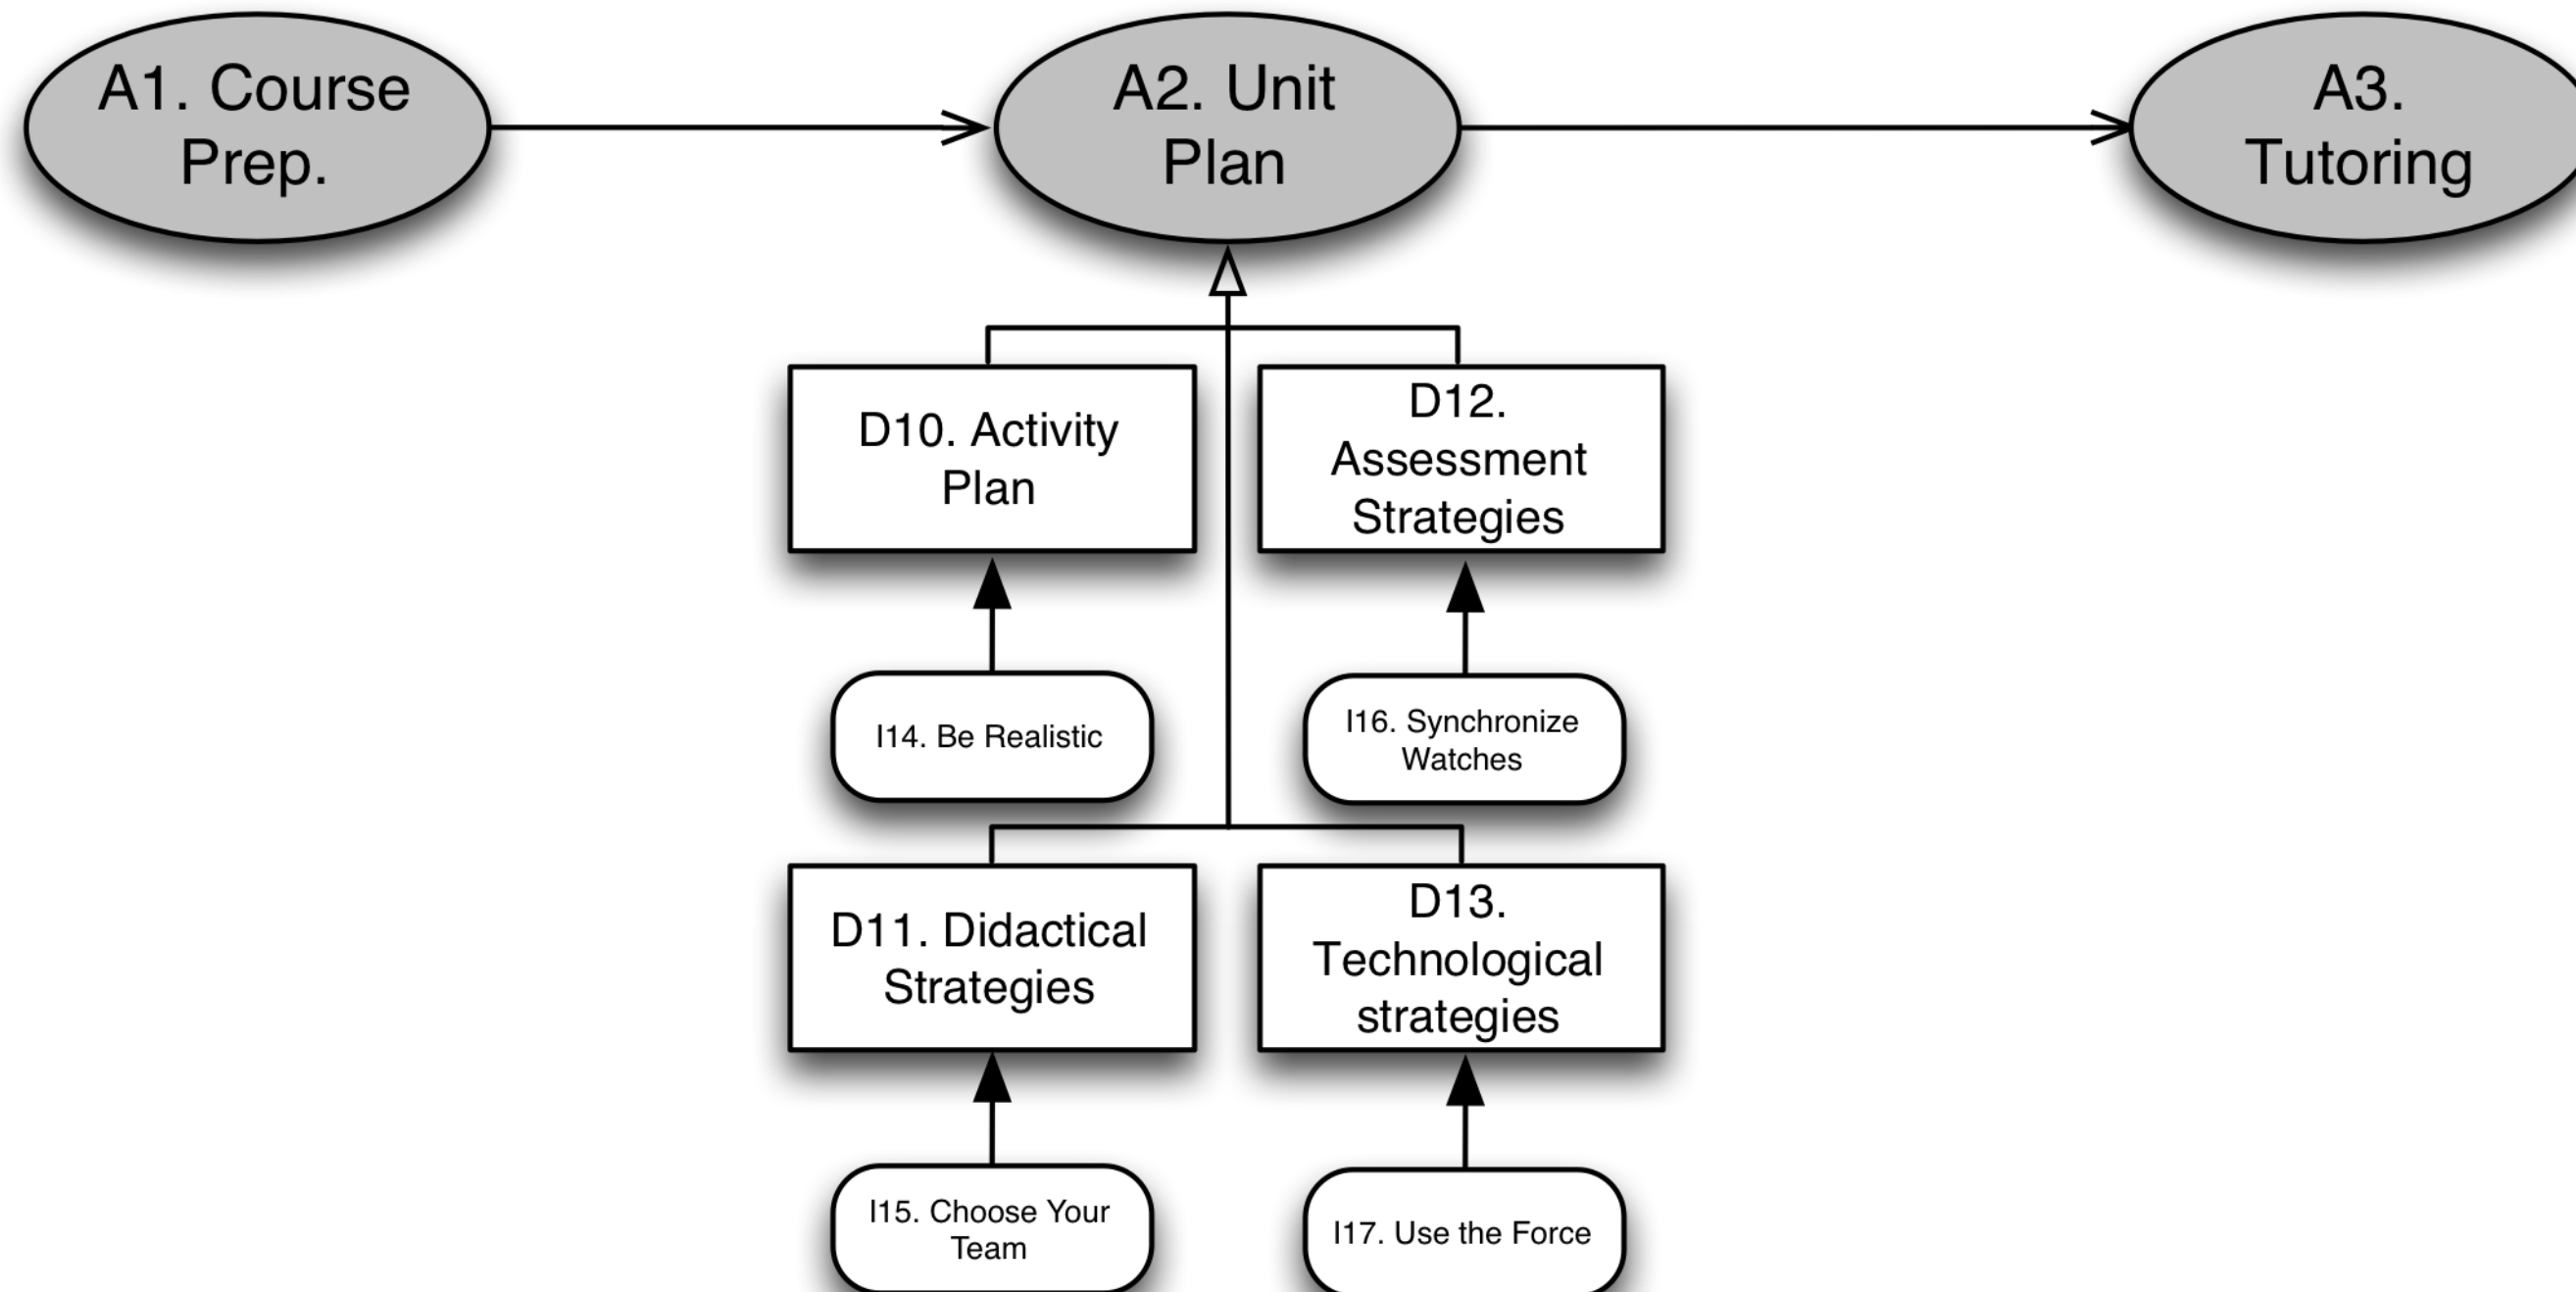 A1. Course
Prep.
A2. Unit
Plan
A3.
Tutoring
D10. Activity
Plan
D12.
Assessment
Strategies
I14. Be Realistic
I16. Synchronize
Watches
D11. Didactical
Strategies
D13.
Technological
strategies
I15. Choose Your
Team
I17. Use the Force